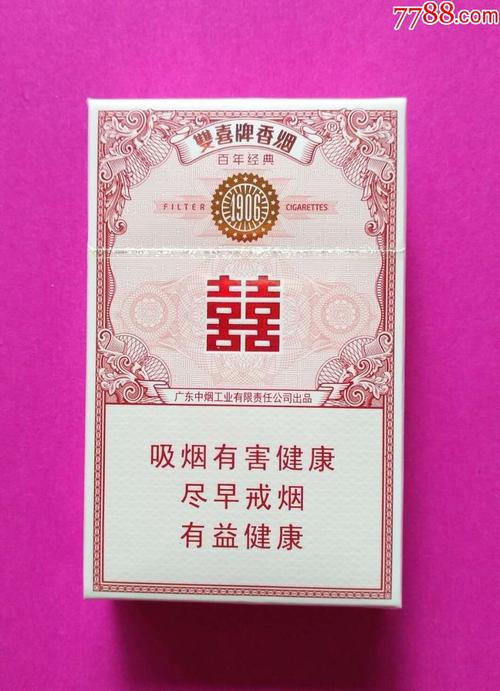 7788.com
雙喜牌香烟
®
百年经典
FILTER 1906 CIGARETTES
囍
广东中烟工业有限责任公司出品
吸烟有害健康
尽早戒烟
有益健康